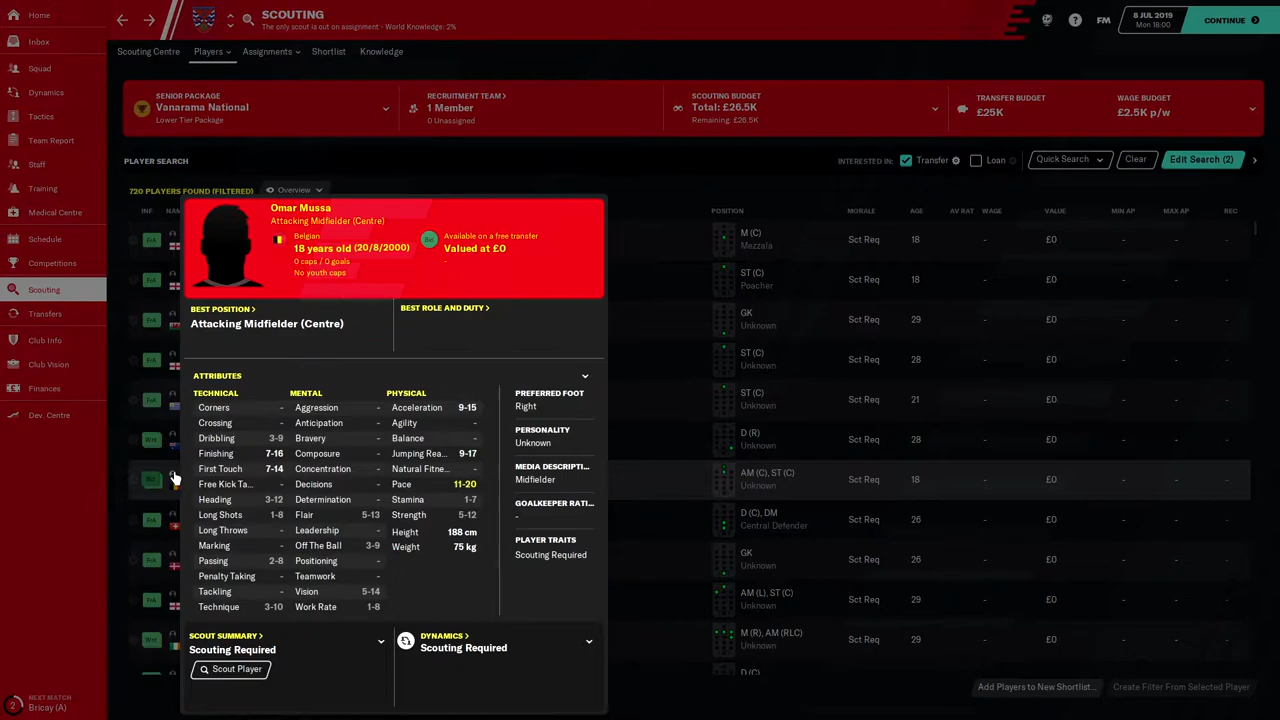 Home
SCOUTING
The only scout is out on assignment - World Knowledge: 2%
FM
8 JUL 2019
Mon 18:00
CONTINUE
Inbox
Squad
Dynamics
Tactics
Team Report
Staff
Training
Medical Centre
Schedule
Competitions
Scouting
Transfers
Club Info
Club Vision
Finances
Dev. Centre
NEXT MATCH
2
Bricay (A)
Scouting Centre
Players
Assignments
Shortlist
Knowledge
SENIOR PACKAGE
Vanarama National
Lower Tier Package
RECRUITMENT TEAM >
1 Member
0 Unassigned
SCOUTING BUDGET
Total: £26.5K
Remaining: £26.5K
TRANSFER BUDGET
£25K
WAGE BUDGET
£2.5K p/w
PLAYER SEARCH
INTERESTED IN:
Transfer
Loan
Quick Search
Clear
Edit Search (2)
720 PLAYERS FOUND (FILTERED)
Overview
INF
POSITION
MORALE
AGE
AV RAT
WAGE
VALUE
MIN AP
MAX AP
REC
FrA
M (C)
Mezzala
Sct Req
18
-
-
£0
-
-
-
FrA
ST (C)
Poacher
Sct Req
18
-
-
£0
-
-
-
FrA
GK
Unknown
Sct Req
29
-
-
£0
-
-
-
FrA
ST (C)
Unknown
Sct Req
28
-
-
£0
-
-
-
FrA
ST (C)
Unknown
Sct Req
21
-
-
£0
-
-
-
Wnt
D (R)
Unknown
Sct Req
28
-
-
£0
-
-
-
Bid
AM (C), ST (C)
Unknown
Sct Req
18
-
-
£0
-
-
-
FrA
D (C), DM
Central Defender
Sct Req
26
-
-
£0
-
-
-
FrA
GK
Unknown
Sct Req
26
-
-
£0
-
-
-
FrA
AM (L), ST (C)
Unknown
Sct Req
29
-
-
£0
-
-
-
Wnt
M (R), AM (RLC)
Unknown
Sct Req
29
-
-
£0
-
-
-
D (C)
Add Players to New Shortlist...
Create Filter From Selected Player
Omar Mussa
Attacking Midfielder (Centre)
Belgian
18 years old (20/8/2000)
0 caps / 0 goals
No youth caps
Bid
Available on a free transfer
Valued at £0
-
BEST POSITION >
Attacking Midfielder (Centre)
BEST ROLE AND DUTY >
ATTRIBUTES
TECHNICAL
Corners -
Crossing -
Dribbling 3-9
Finishing 7-16
First Touch 7-14
Free Kick Ta... -
Heading 3-12
Long Shots 1-8
Long Throws -
Marking -
Passing 2-8
Penalty Taking -
Tackling -
Technique 3-10
MENTAL
Aggression -
Anticipation -
Bravery -
Composure -
Concentration -
Decisions -
Determination -
Flair 5-13
Leadership -
Off The Ball 3-9
Positioning -
Teamwork -
Vision 5-14
Work Rate 1-8
PHYSICAL
Acceleration 9-15
Agility -
Balance -
Jumping Rea... 9-17
Natural Fitne... -
Pace 11-20
Stamina 1-7
Strength 5-12
Height 188 cm
Weight 75 kg
PREFERRED FOOT
Right
PERSONALITY
Unknown
MEDIA DESCRIPTI...
Midfielder
GOALKEEPER RATI...
-
PLAYER TRAITS
Scouting Required
SCOUT SUMMARY >
Scouting Required
Scout Player
DYNAMICS >
Scouting Required